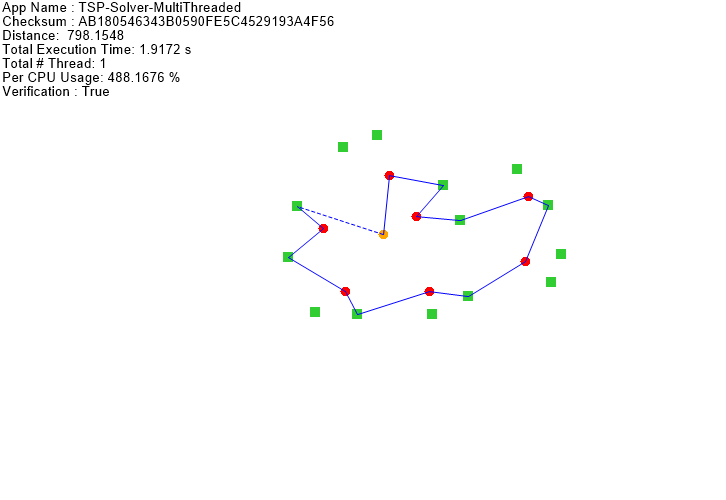 App Name : TSP-Solver-MultiThreaded
Checksum : AB180546343B0590FE5C4529193A4F56
Distance:  798.1548
Total Execution Time: 1.9172 s
Total # Thread: 1
Per CPU Usage: 488.1676 %
Verification : True